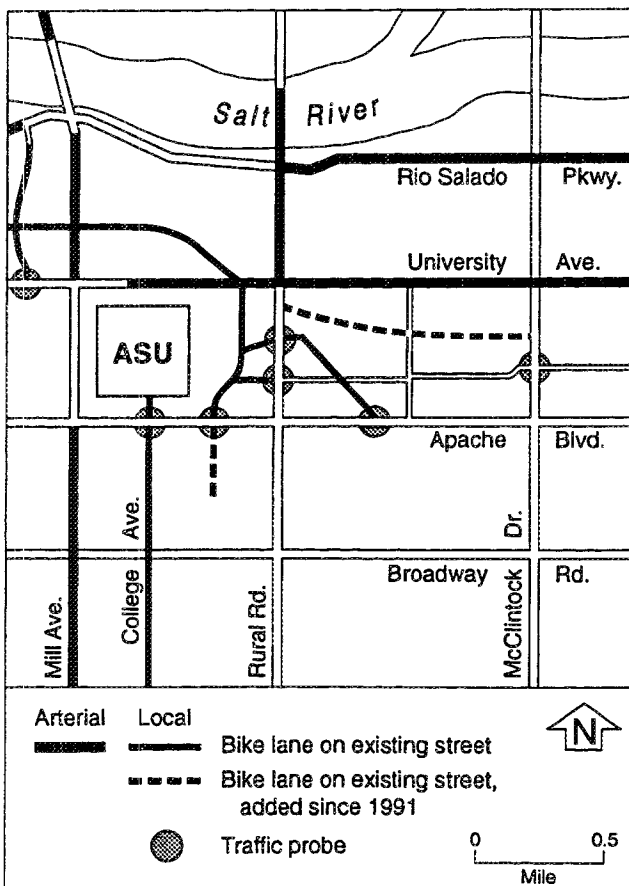 Salt River
Rio Salado Pkwy.
University Ave.
ASU
Apache Blvd.
Mill Ave.
College Ave.
Rural Rd.
McClintock Dr.
Broadway Rd.
Arterial Local
Bike lane on existing street
Bike lane on existing street,
added since 1991
Traffic probe
N
0 0.5
Mile